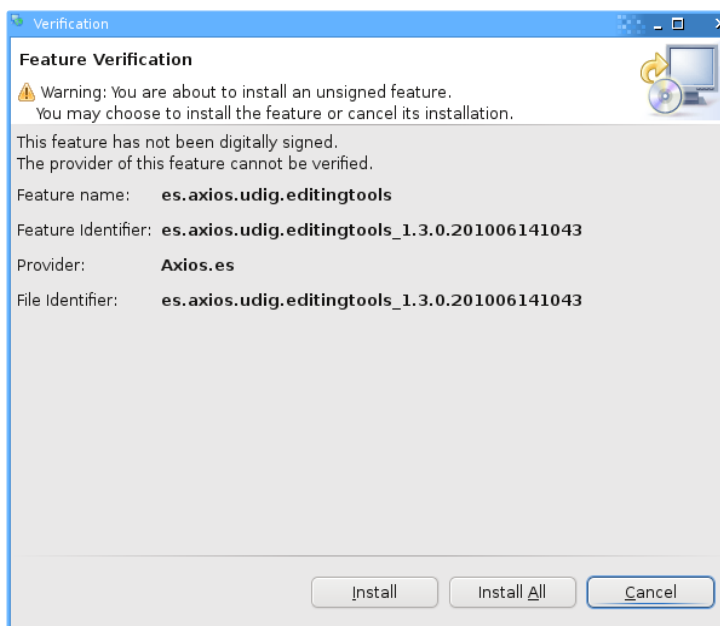 Verification
Feature Verification
Warning: You are about to install an unsigned feature.
You may choose to install the feature or cancel its installation.
This feature has not been digitally signed.
The provider of this feature cannot be verified.
Feature name: es.axios.udig.editingtools
Feature Identifier: es.axios.udig.editingtools_1.3.0.201006141043
Provider: Axios.es
File Identifier: es.axios.udig.editingtools_1.3.0.201006141043
Install Install All Cancel